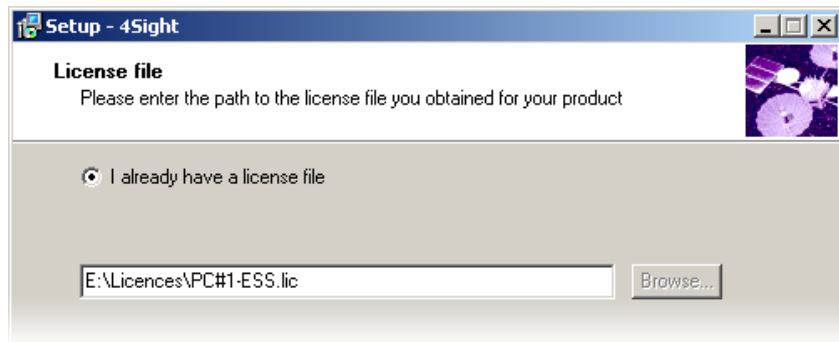 Setup - 4Sight
License file
Please enter the path to the license file you obtained for your product
I already have a license file
E:\Licences\PC#1-ESS.lic
Browse...